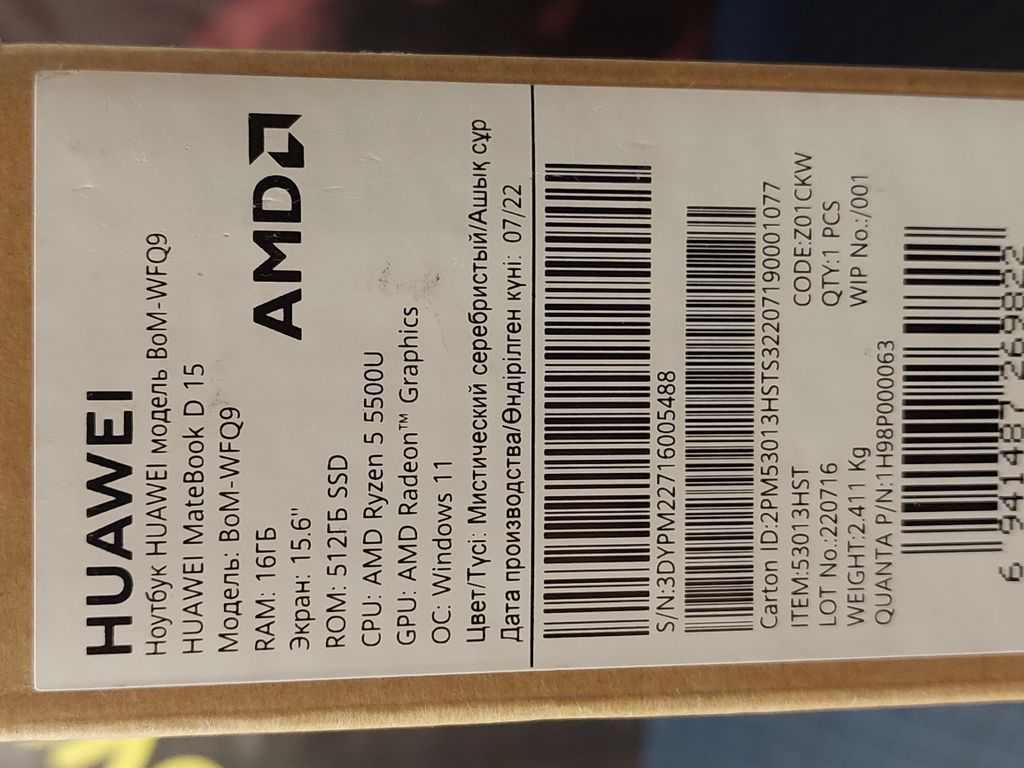 HUAWEI
Ноутбук HUAWEI модель BoM-WFQ9
HUAWEI MateBook D 15
Модель: BoM-WFQ9
AMD
RAM: 16ГБ
Экран: 15.6"
ROM: 512ГБ SSD
CPU: AMD Ryzen 5 5500U
GPU: AMD Radeon™ Graphics
ОС: Windows 11
Цвет/Түсі: Мистический серебристый/Ашық сұр
Дата производства/Өндірілген күні: 07/22
S/N:3DYPM22716005488
Carton ID:2PM53013HSTS32207190001077
ITEM:53013HST CODE:Z01CKW
LOT No.:220716 QTY:1 PCS
WEIGHT:2.411 Kg WIP No.:/001
QUANTA P/N:1H98P000063
6 941487 269822